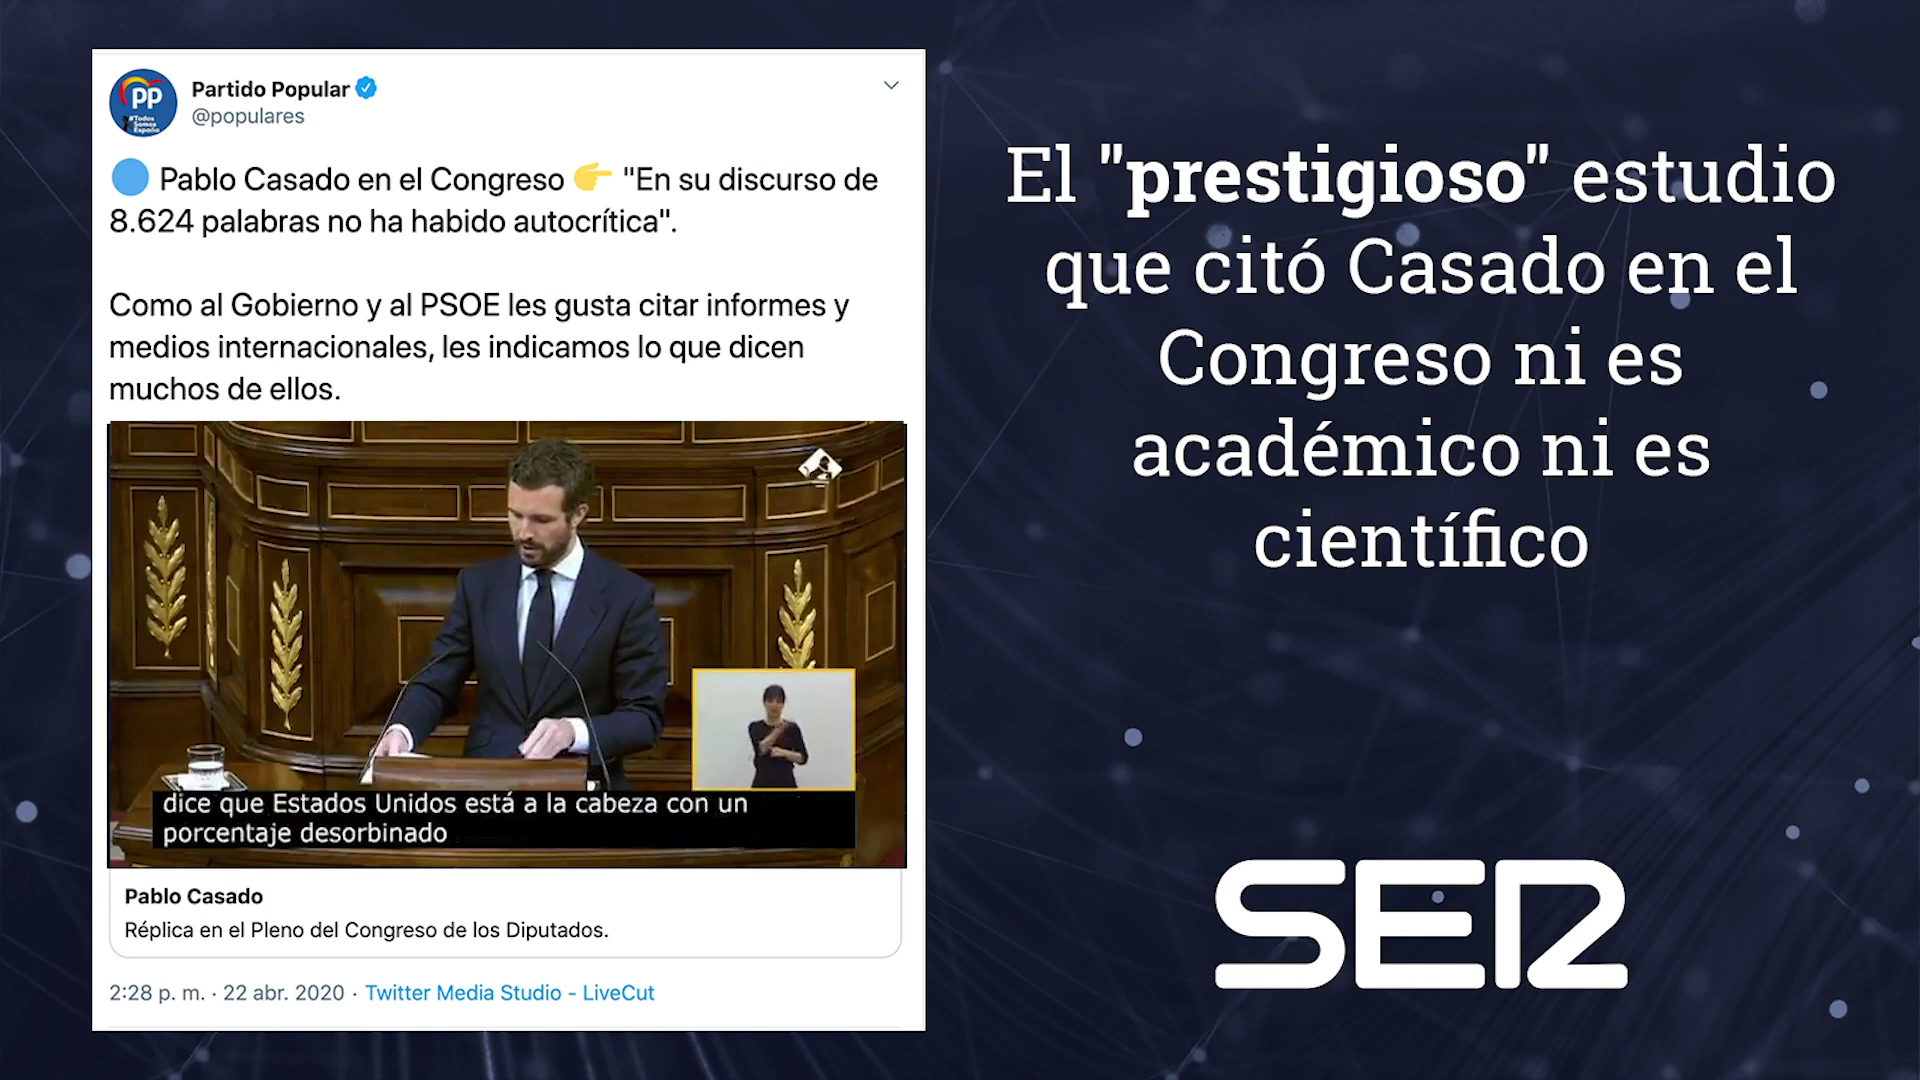 PP
#Todos
Somos
España
Partido Popular
@populares
Pablo Casado en el Congreso 👉 "En su discurso de
8.624 palabras no ha habido autocrítica".
Como al Gobierno y al PSOE les gusta citar informes y
medios internacionales, les indicamos lo que dicen
muchos de ellos.
dice que Estados Unidos está a la cabeza con un
porcentaje desorbinado
Pablo Casado
Réplica en el Pleno del Congreso de los Diputados.
2:28 p. m. · 22 abr. 2020 · Twitter Media Studio - LiveCut
El "prestigioso" estudio
que citó Casado en el
Congreso ni es
académico ni es
científico
SER